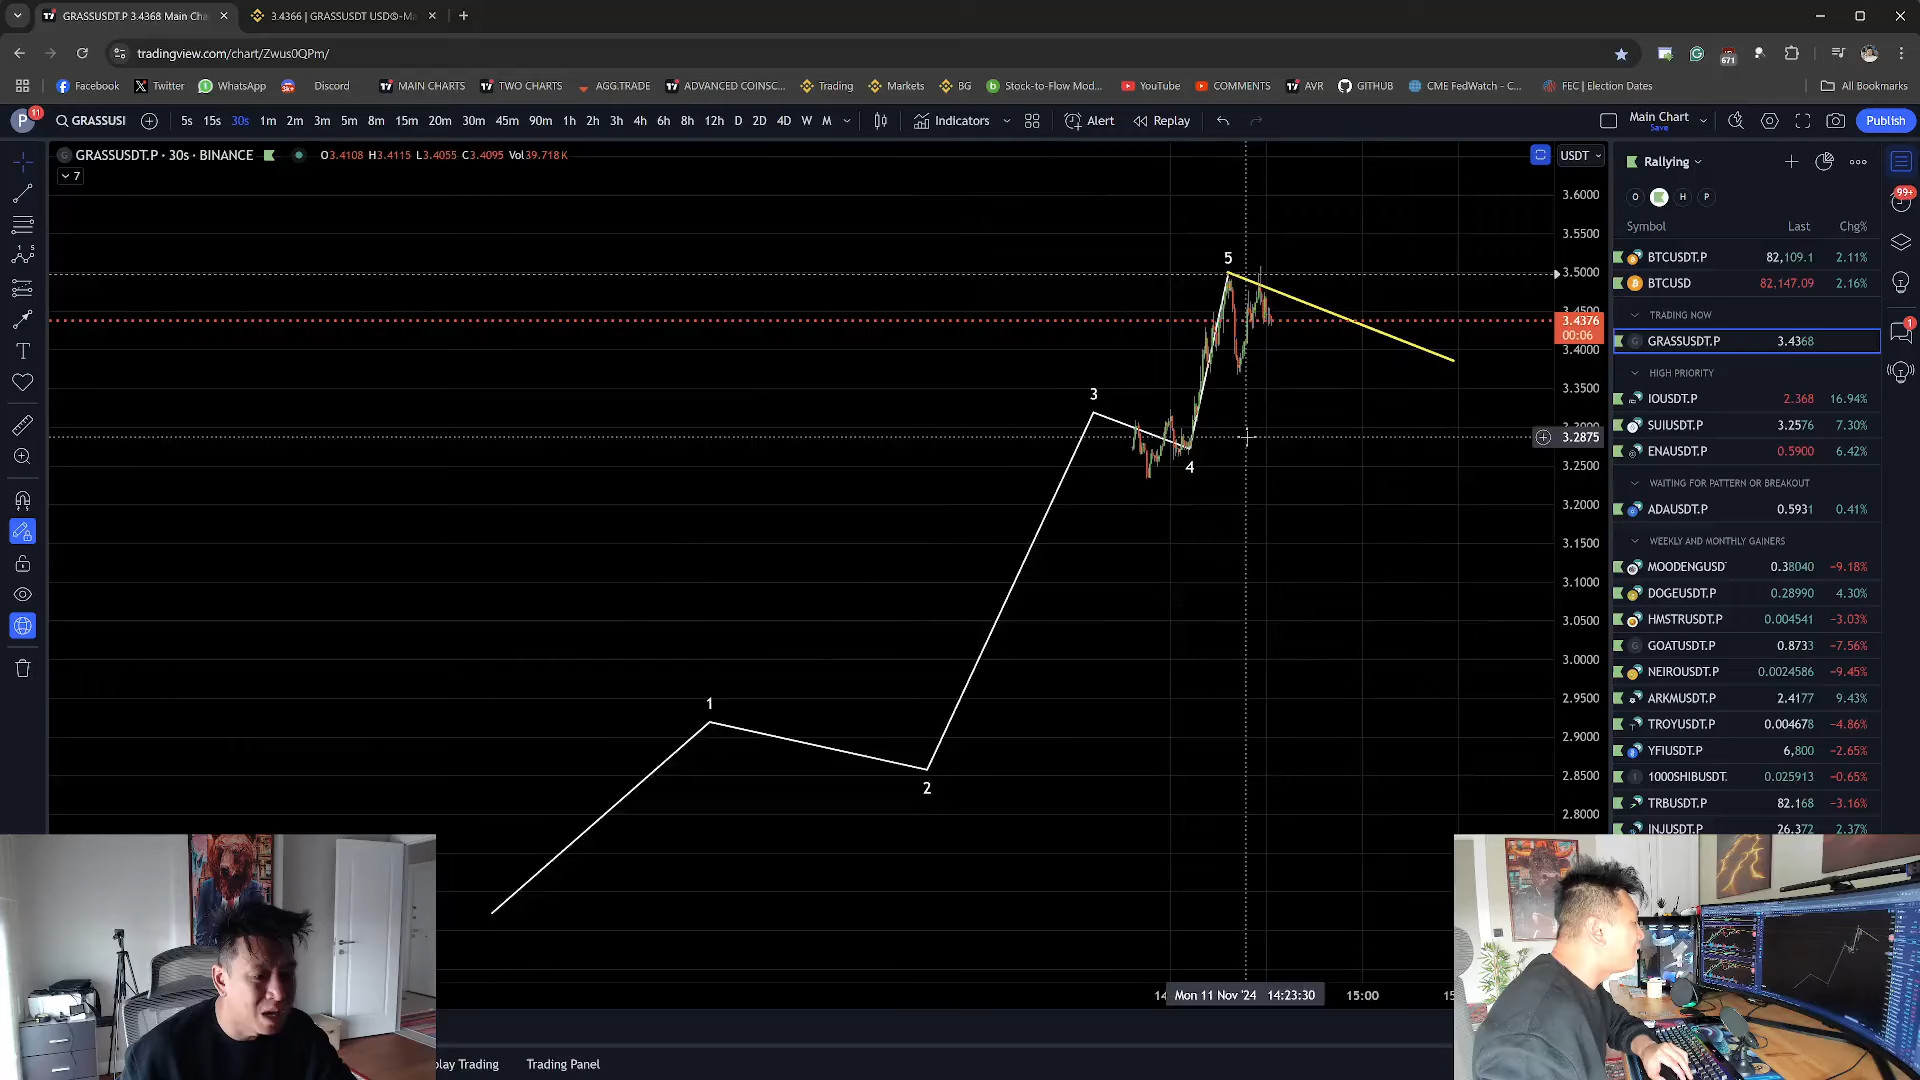 GRASSUSDT.P 3.4368 Main Cha
3.4366 | GRASSUSDT USD©-Ma
tradingview.com/chart/Zwus0QPm/
671
Facebook Twitter WhatsApp Discord MAIN CHARTS TWO CHARTS AGG.TRADE ADVANCED COINSC... Trading Markets BG Stock-to-Flow Mod... YouTube COMMENTS AVR GITHUB CME FedWatch - C... FEC | Election Dates All Bookmarks
P 11 GRASSUSI 5s 15s 30s 1m 2m 3m 5m 8m 15m 20m 30m 45m 90m 1h 2h 3h 4h 6h 8h 12h D 2D 4D W M Indicators Alert Replay Main Chart Save Publish
GRASSUSDT.P · 30s · BINANCE O3.4108 H3.4115 L3.4055 C3.4095 Vol39.718 K USDT
7
3.6000
3.5500
3.5000
3.4376
00:06
3.4000
3.3500
3.2875
3.2500
3.2000
3.1500
3.1000
3.0500
3.0000
2.9500
2.9000
2.8500
2.8000
1
2
3
4
5
14 Mon 11 Nov '24 14:23:30 15:00
Rallying
O H P
99+
1
Symbol Last Chg%
BTCUSDT.P 82,109.1 2.11%
BTCUSD 82,147.09 2.16%
TRADING NOW
GRASSUSDT.P 3.4368
HIGH PRIORITY
IOUSDT.P 2.368 16.94%
SUIUSDT.P 3.2576 7.30%
ENAUSDT.P 0.5900 6.42%
WAITING FOR PATTERN OR BREAKOUT
ADAUSDT.P 0.5931 0.41%
WEEKLY AND MONTHLY GAINERS
MOODENGUSD 0.38040 −9.18%
DOGEUSDT.P 0.28990 4.30%
HMSTRUSDT.P 0.004541 −3.03%
GOATUSDT.P 0.8733 −7.56%
NEIROUSDT.P 0.0024586 −9.45%
ARKMUSDT.P 2.4177 9.43%
TROYUSDT.P 0.004678 −4.86%
YFIUSDT.P 6,800 −2.65%
1000SHIBUSDT. 0.025913 −0.65%
TRBUSDT.P 82.168 −3.16%
INJUSDT.P 26.372 2.37%
play Trading Trading Panel